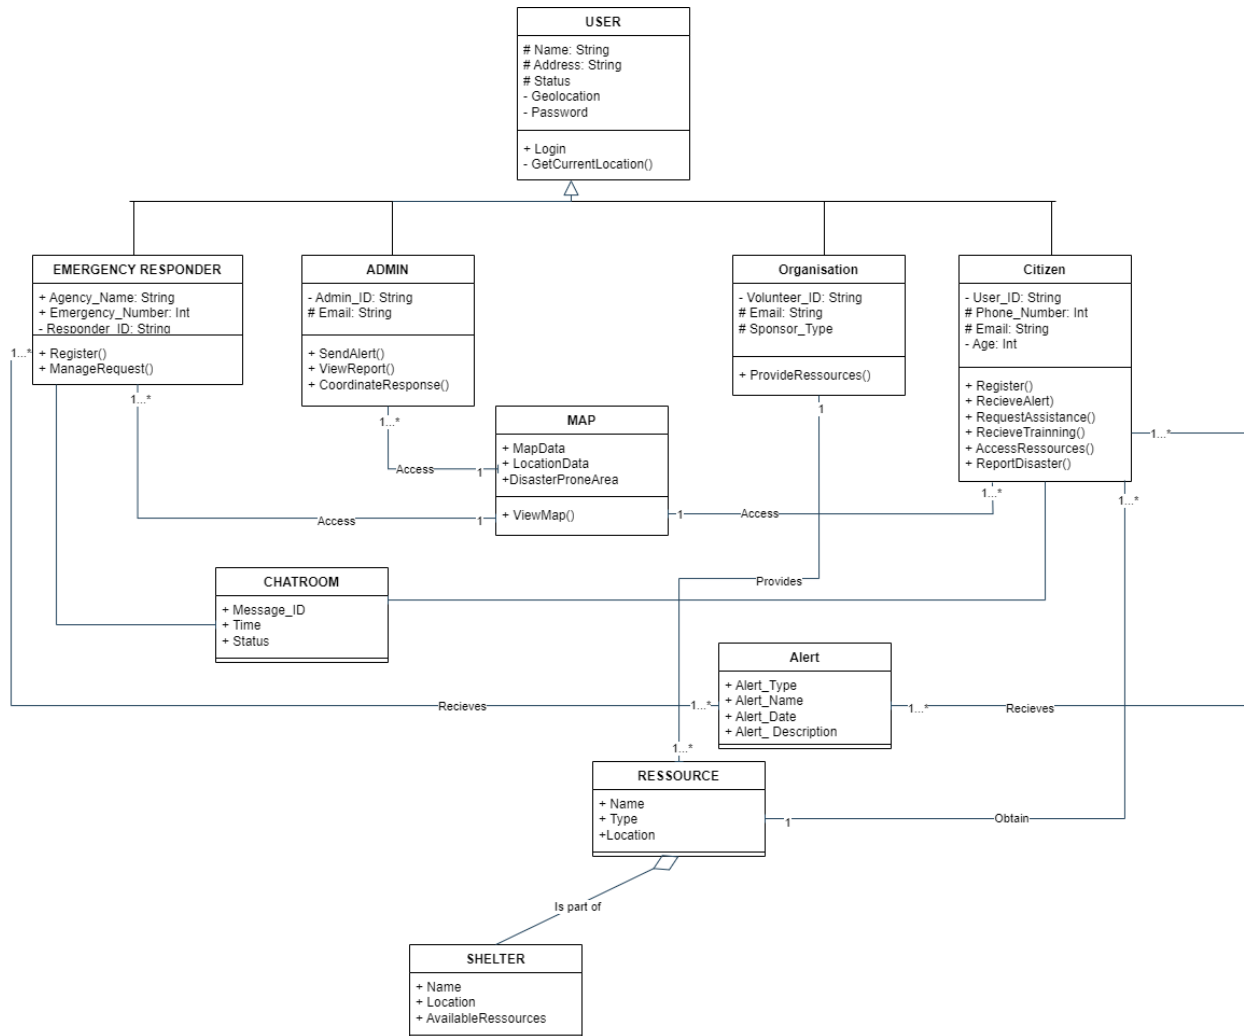 USER
# Name: String
# Address: String
# Status
- Geolocation
- Password
+ Login
- GetCurrentLocation()
EMERGENCY RESPONDER
+ Agency_Name: String
+ Emergency_Number: Int
- Responder_ID: String
+ Register()
+ ManageRequest()
ADMIN
- Admin_ID: String
# Email: String
+ SendAlert()
+ ViewReport()
+ CoordinateResponse()
Organisation
- Volunteer_ID: String
# Email: String
# Sponsor_Type
+ ProvideRessources()
Citizen
- User_ID: String
# Phone_Number: Int
# Email: String
- Age: Int
+ Register()
+ RecieveAlert)
+ RequestAssistance()
+ RecieveTrainning()
+ AccessRessources()
+ ReportDisaster()
1...*
1...*
1...*
1
1...*
MAP
+ MapData
+ LocationData
+DisasterProneArea
+ ViewMap()
Access
1
1...*
1...*
Access
1
1
Access
CHATROOM
+ Message_ID
+ Time
+ Status
Provides
Alert
+ Alert_Type
+ Alert_Name
+ Alert_Date
+ Alert_ Description
Recieves
1...*
1...*
Recieves
1...*
RESSOURCE
+ Name
+ Type
+Location
1
Obtain
Is part of
SHELTER
+ Name
+ Location
+ AvailableRessources